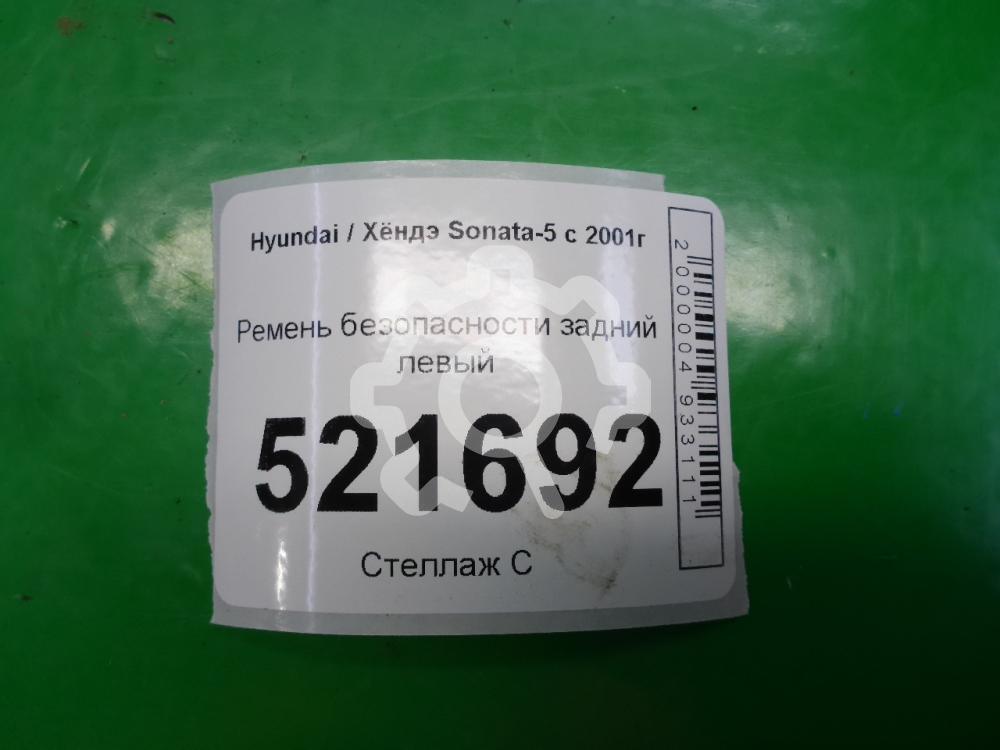 Hyundai / Хёндэ Sonata-5 с 2001г
Ремень безопасности задний
левый
521692
Стеллаж С
2000004933111